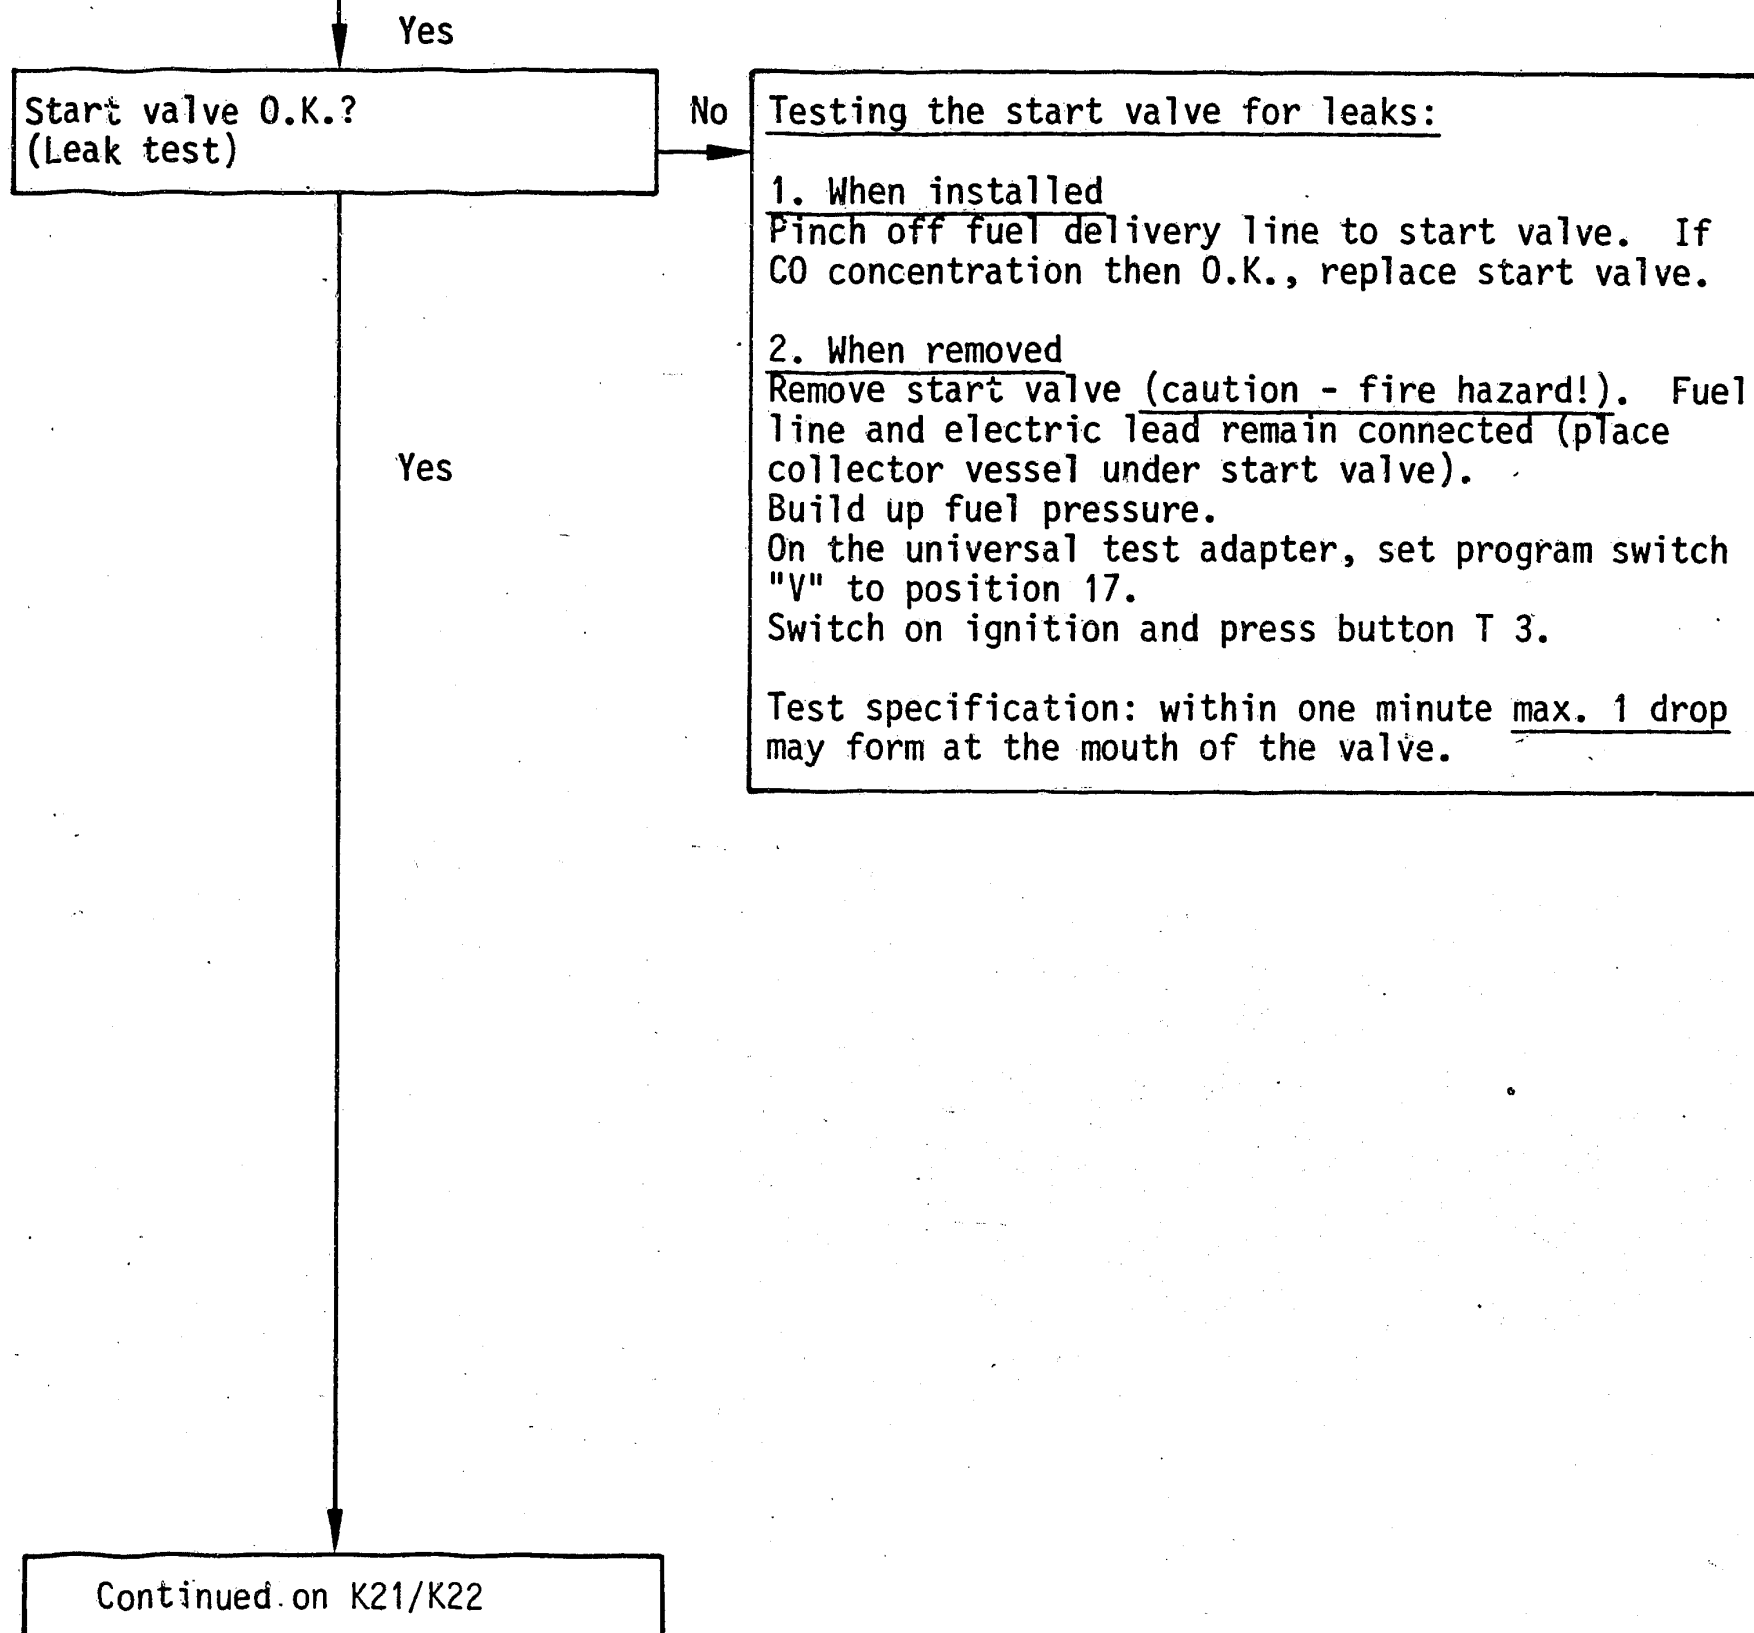 Yes
Start valve O.K.?
(Leak test)
No
Testing the start valve for leaks:
1. When installed
Pinch off fuel delivery line to start valve. If
CO concentration then O.K., replace start valve.
2. When removed
Remove start valve (caution - fire hazard!). Fuel
line and electric lead remain connected (place
collector vessel under start valve).
Build up fuel pressure.
On the universal test adapter, set program switch
"V" to position 17.
Switch on ignition and press button T 3.
Test specification: within one minute max. 1 drop
may form at the mouth of the valve.
Yes
Continued on K21/K22